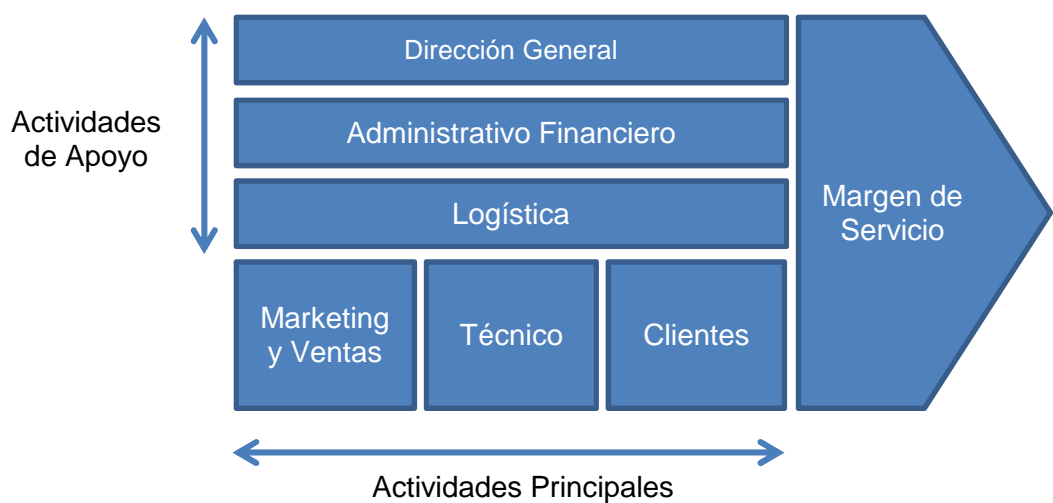 Dirección General
Actividades
de Apoyo
Administrativo Financiero
Logística
Margen de
Servicio
Marketing
y Ventas
Técnico
Clientes
Actividades Principales